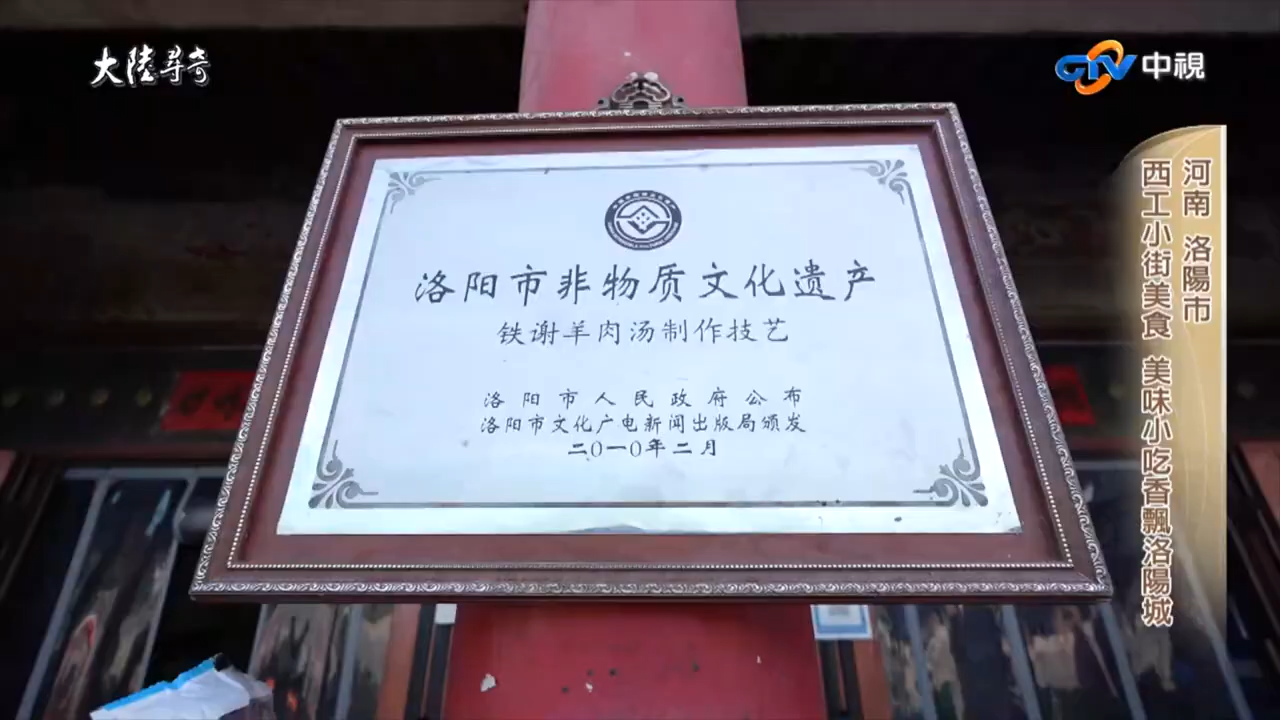 大陸尋奇
CTV中視
河南 洛陽市
西工小街美食 美味小吃香飄洛陽城
洛阳市非物质文化遗产
铁谢羊肉汤制作技艺
洛阳市人民政府公布
洛阳市文化广电新闻出版局颁发
二〇一〇年二月